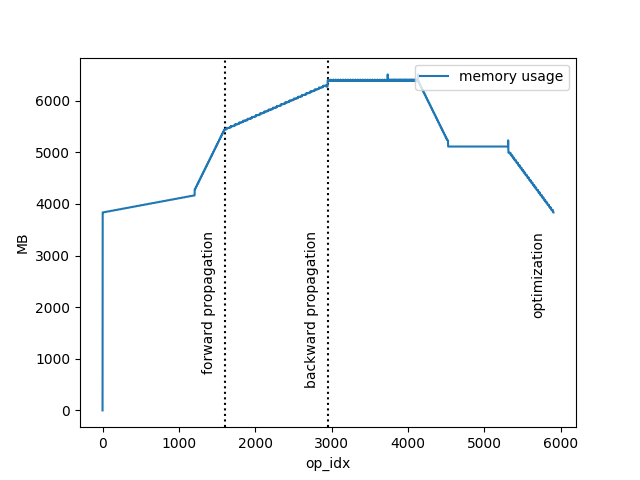 memory usage
6000
5000
4000
3000
2000
1000
0
MB
forward propagation
backward propagation
optimization
0 1000 2000 3000 4000 5000 6000
op_idx